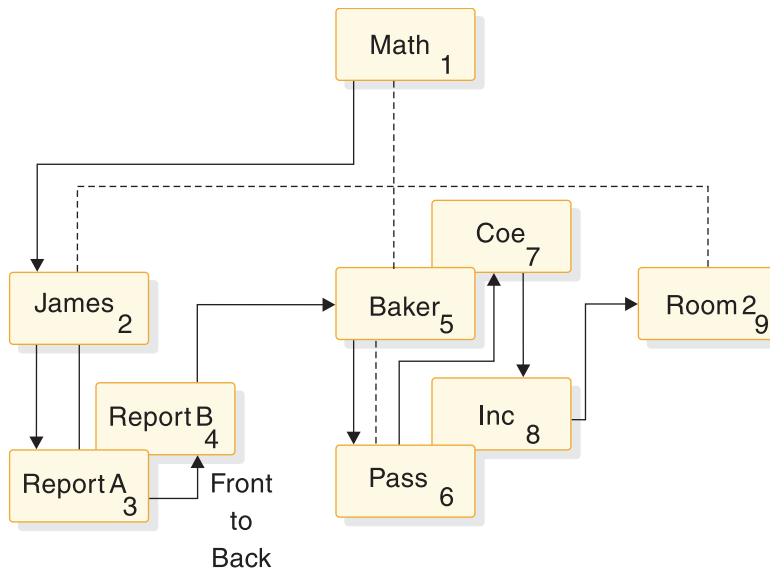 Math
1
James
2
Report A
3
Report B
4
Front
to
Back
Baker
5
Pass
6
Coe
7
Inc
8
Room 2
9